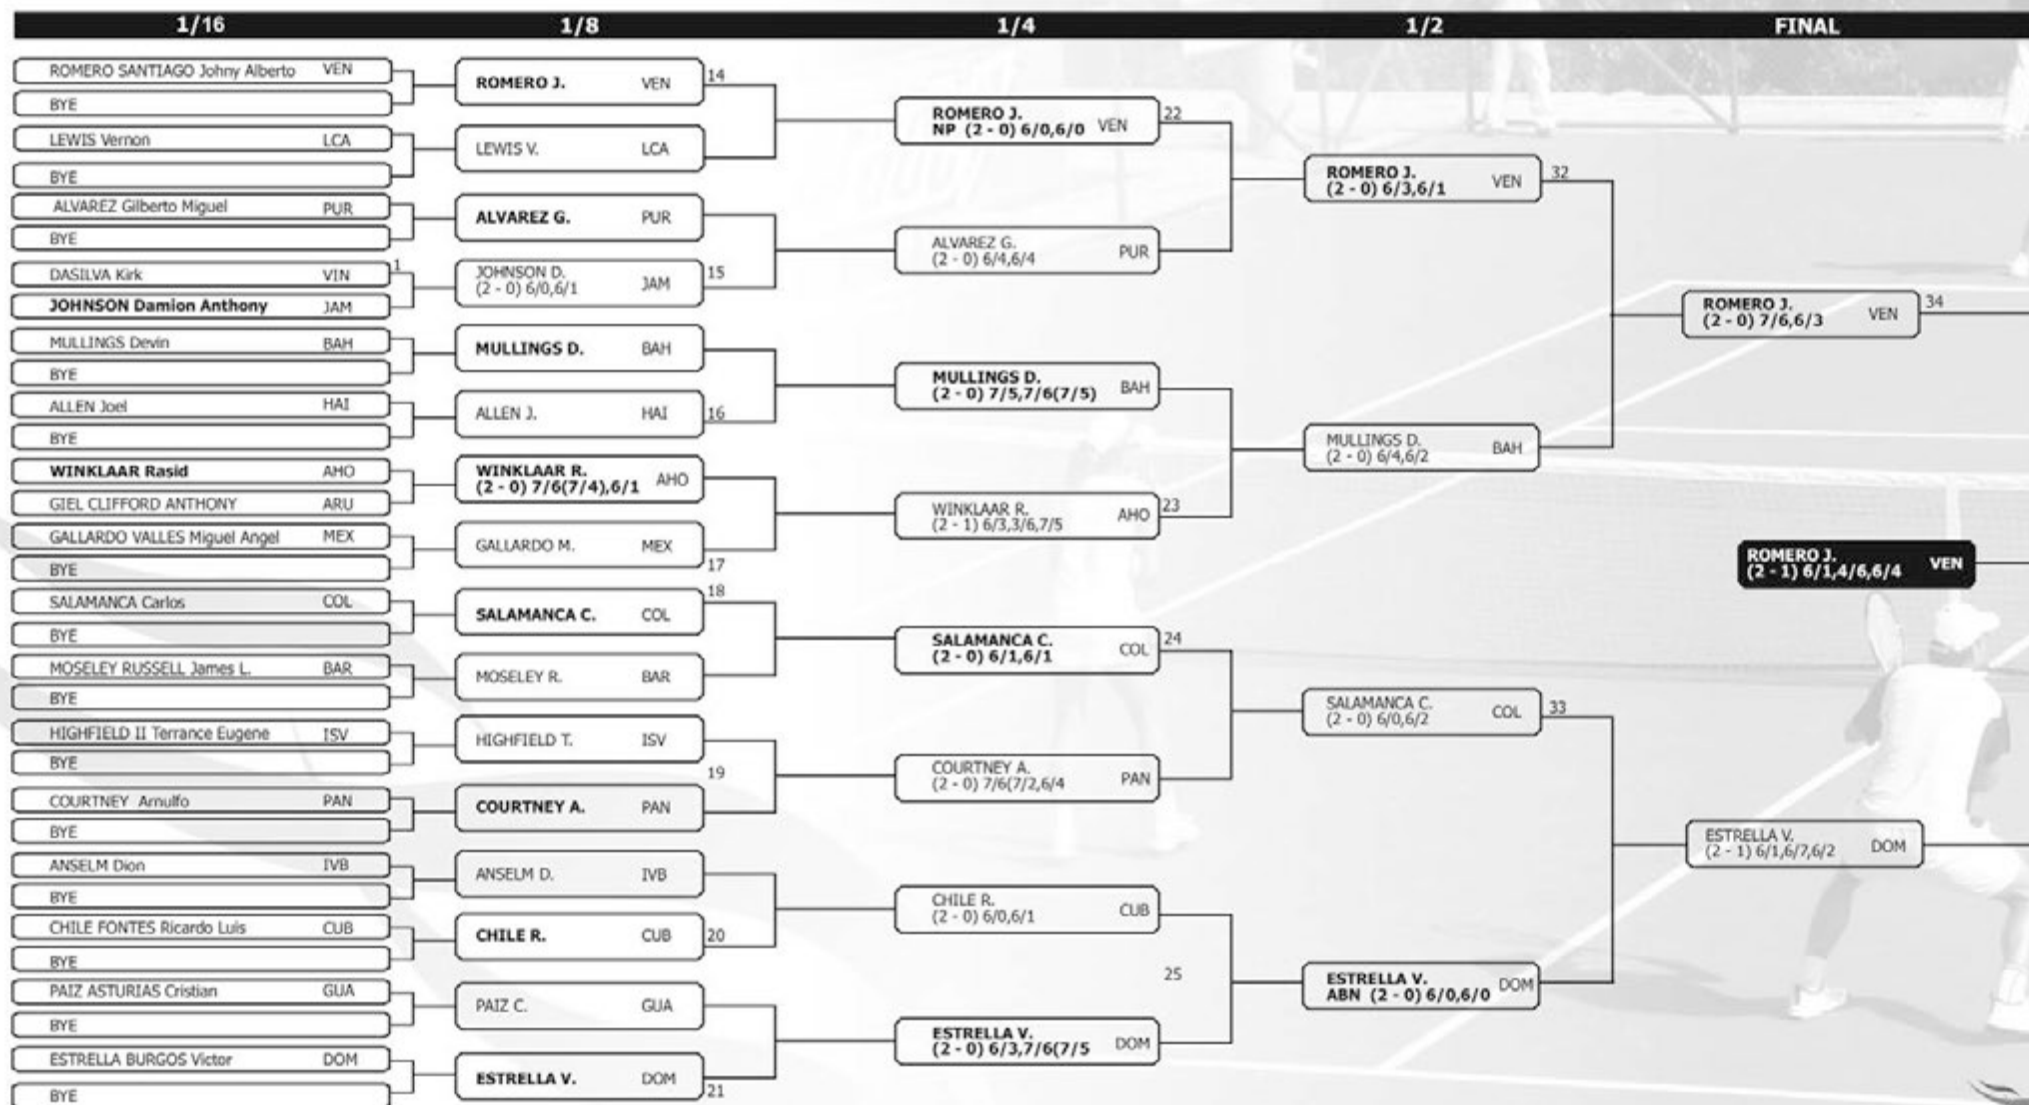 1/16 1/8 1/4 1/2 FINAL
ROMERO SANTIAGO Johny Alberto VEN
BYE
LEWIS Vernon LCA
BYE
ALVAREZ Gilberto Miguel PUR
BYE
DASILVA Kirk VIN 1
JOHNSON Damion Anthony JAM
MULLINGS Devin BAH
BYE
ALLEN Joel HAI
BYE
WINKLAAR Rasid AHO
GIEL CLIFFORD ANTHONY ARU
GALLARDO VALLES Miguel Angel MEX
BYE
SALAMANCA Carlos COL
BYE
MOSELEY RUSSELL James L. BAR
BYE
HIGHFIELD II Terrance Eugene ISV
BYE
COURTNEY Arnulfo PAN
BYE
ANSELM Dion IVB
BYE
CHILE FONTES Ricardo Luis CUB
BYE
PAIZ ASTURIAS Cristian GUA
BYE
ESTRELLA BURGOS Victor DOM
BYE
ROMERO J. VEN 14
LEWIS V. LCA
ALVAREZ G. PUR
JOHNSON D. JAM 15
(2 - 0) 6/0,6/1
MULLINGS D. BAH
ALLEN J. HAI 16
WINKLAAR R. AHO
(2 - 0) 7/6(7/4),6/1
GALLARDO M. MEX
17
18
SALAMANCA C. COL
MOSELEY R. BAR
HIGHFIELD T. ISV
19
COURTNEY A. PAN
ANSELM D. IVB
CHILE R. CUB 20
PAIZ C. GUA
ESTRELLA V. DOM
21
ROMERO J. 22
NP (2 - 0) 6/0,6/0 VEN
ALVAREZ G. PUR
(2 - 0) 6/4,6/4
MULLINGS D. BAH
(2 - 0) 7/5,7/6(7/5)
WINKLAAR R. AHO 23
(2 - 1) 6/3,3/6,7/5
SALAMANCA C. COL 24
(2 - 0) 6/1,6/1
COURTNEY A. PAN
(2 - 0) 7/6(7/2,6/4
CHILE R. CUB
(2 - 0) 6/0,6/1
25
ESTRELLA V. DOM
(2 - 0) 6/3,7/6(7/5
ROMERO J. VEN 32
(2 - 0) 6/3,6/1
MULLINGS D. BAH
(2 - 0) 6/4,6/2
SALAMANCA C. COL 33
(2 - 0) 6/0,6/2
ESTRELLA V. DOM
ABN (2 - 0) 6/0,6/0
ROMERO J. VEN 34
(2 - 0) 7/6,6/3
ROMERO J. VEN
(2 - 1) 6/1,4/6,6/4
ESTRELLA V. DOM
(2 - 1) 6/1,6/7,6/2